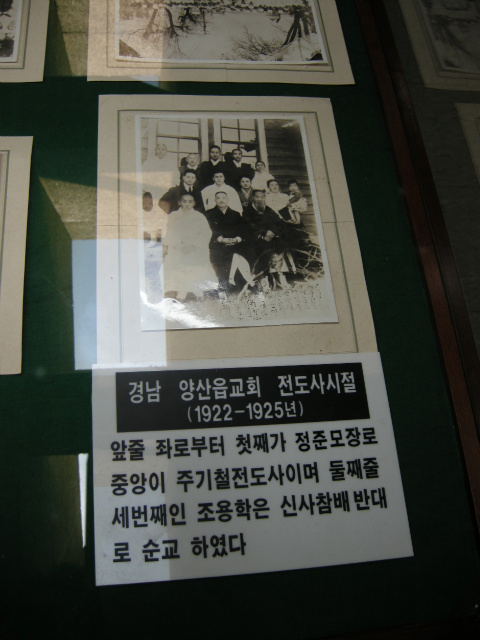 경남 양산읍교회 전도사시절
(1922-1925년)
앞줄 좌로부터 첫째가 정준모장로
중앙이 주기철전도사이며 둘째줄
세번째인 조용학은 신사참배반대
로 순교 하였다